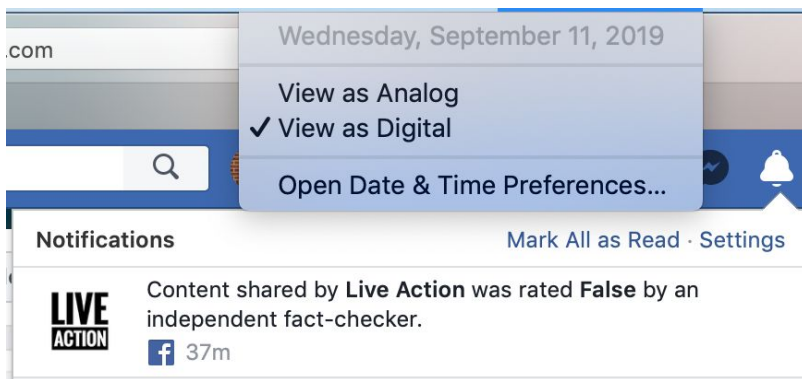 .com
Wednesday, September 11, 2019
View as Analog
✓ View as Digital
Open Date & Time Preferences...
Notifications
Mark All as Read · Settings
LIVE
ACTION
Content shared by Live Action was rated False by an
independent fact-checker.
37m